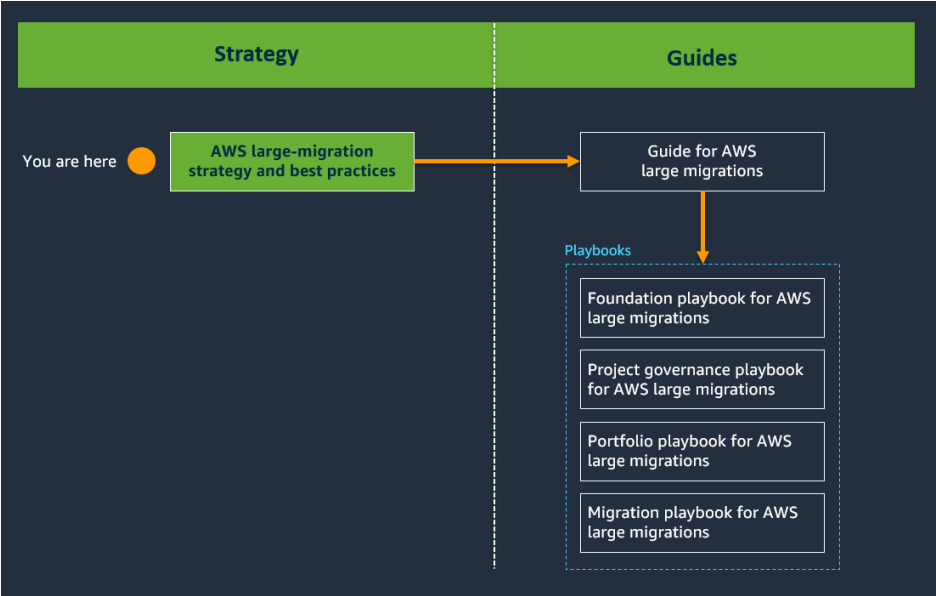 Strategy
Guides
You are here
AWS large-migration
strategy and best practices
Guide for AWS
large migrations
Playbooks
Foundation playbook for AWS
large migrations
Project governance playbook
for AWS large migrations
Portfolio playbook for AWS
large migrations
Migration playbook for AWS
large migrations